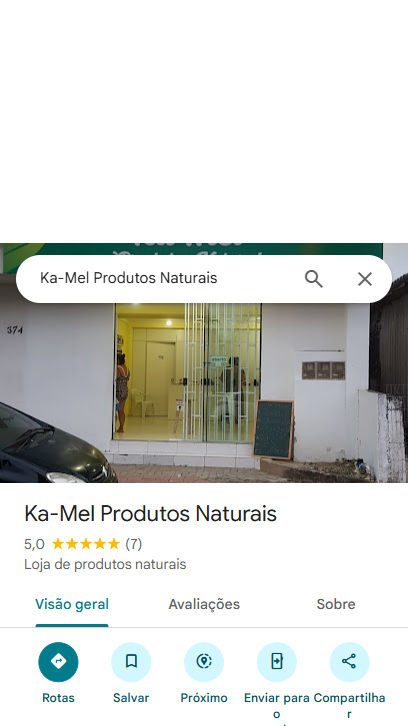 Ka-Mel Produtos Naturais
374
Ka-Mel Produtos Naturais
5,0 (7)
Loja de produtos naturais
Visão geral
Avaliações
Sobre
Rotas
Salvar
Próximo
Enviar para o
Compartilhar